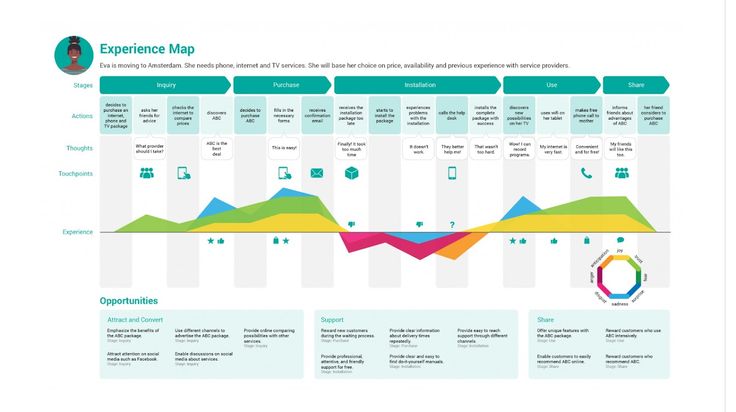 Experience Map
Eva is moving to Amsterdam. She needs phone, internet and TV services. She will base her choice on price, availability and previous experience with service providers.
Stages
Inquiry
Purchase
Installation
Use
Share
Actions
decides to
purchase an
internet,
phone and
TV package
asks her
friends for
advice
checks the
internet to
compare
prices
discovers
ABC
decides to
purchase
ABC
fills in the
necessary
forms
receives
confirmation
email
receives the
installation
package too
late
starts to
install the
package
experiences
problems
with the
installation
calls the help
desk
installs the
complete
package with
success
discovers
new
possibilities
on her TV
uses wifi on
her tablet
makes free
phone call to
mother
informs
friends about
advantages
of ABC
her friend
considers to
purchase
ABC
Thoughts
What provider
should I take?
ABC is the
best
deal
This is easy!
Finally! It took
too much
time
It doesn't
work.
They better
help me!
That wasn't
too hard.
Wow! I can
record
programs.
My internet is
very fast.
Convenient
and for free!
My friends
will like this
too.
Touchpoints
Experience
?
anticipation
joy
trust
fear
surprise
sadness
disgust
anger
Opportunities
Attract and Convert
Emphasize the benefits of
the ABC package.
Stage: Inquiry
Use different channels to
advertise the ABC package.
Stage: Inquiry
Provide online comparing
possibilities with other
services.
Stage: Inquiry
Attract attention on social
media such as Facebook.
Stage: Inquiry
Enable discussions on social
media about services.
Stage: Inquiry
Support
Reward new customers
during the waiting process.
Stage: Purchase
Provide clear information
about delivery times
repeatedly.
Stage: Purchase
Provide easy to reach
support through different
channels.
Stage: Installation
Provide professional,
attentive, and friendly
support for free.
Stage: Installation
Provide clear and easy to
find do-it-yourself manuals.
Stage: Installation
Share
Offer unique features with
the package ABC.
Stage: Use
Reward customers who use
ABC intensively.
Stage: Use
Enable customers to easily
recommend ABC online.
Stage: Share
Reward customers who
recommend ABC.
Stage: Share